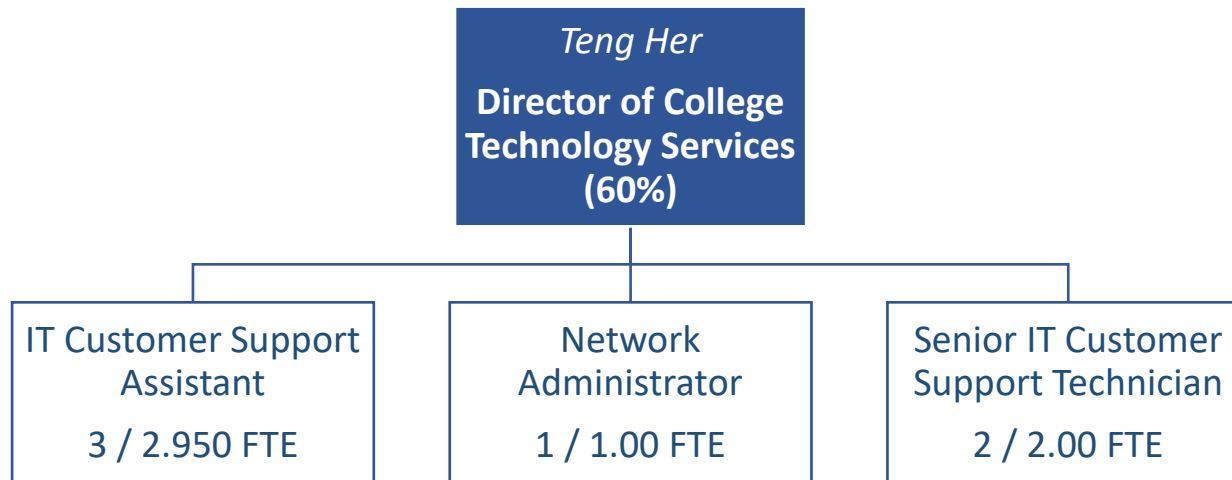 Teng Her
Director of College
Technology Services
(60%)
IT Customer Support
Assistant
3 / 2.950 FTE
Network
Administrator
1 / 1.00 FTE
Senior IT Customer
Support Technician
2 / 2.00 FTE